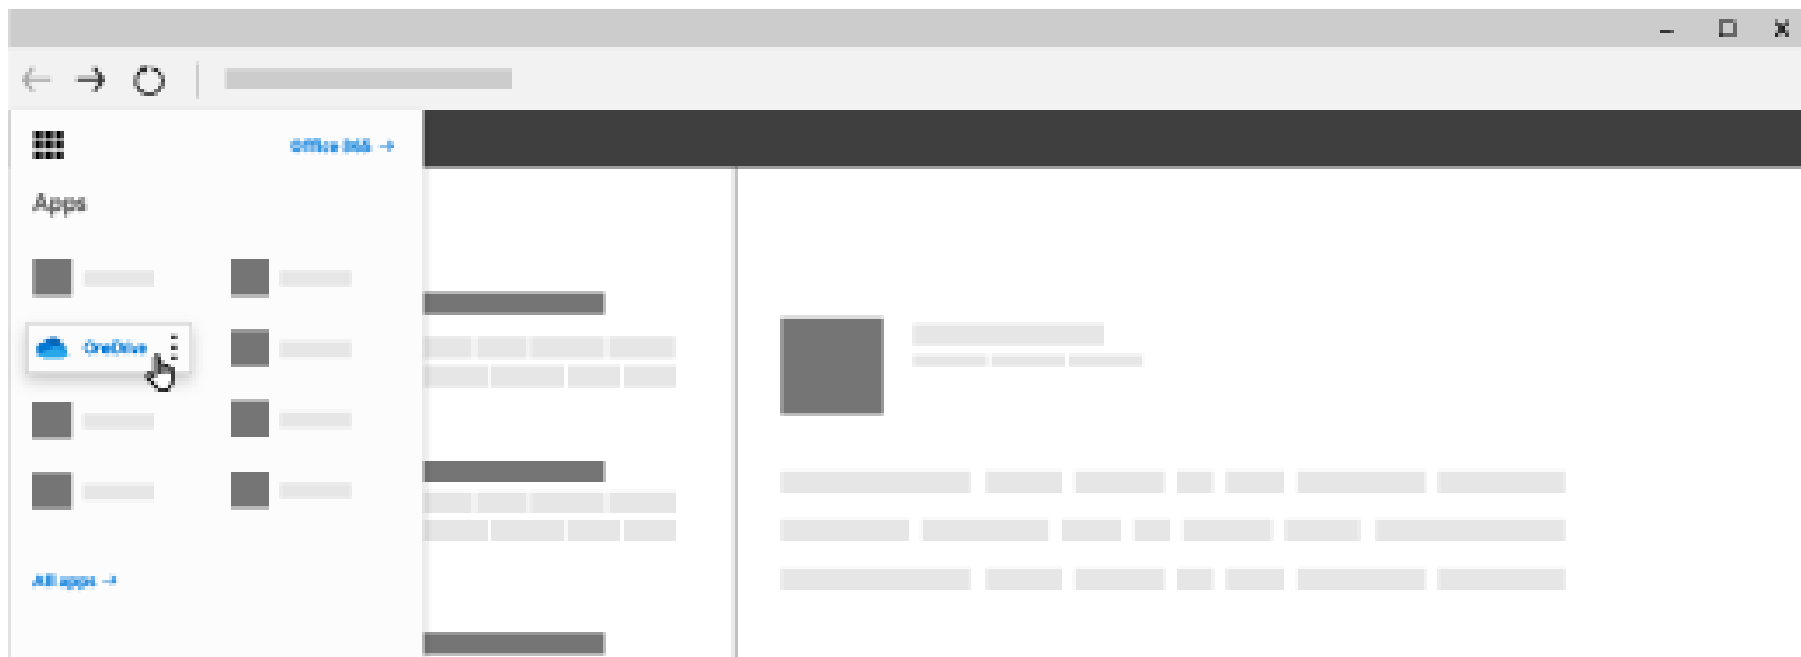 Office 365 →
Apps
OneDrive
All apps →